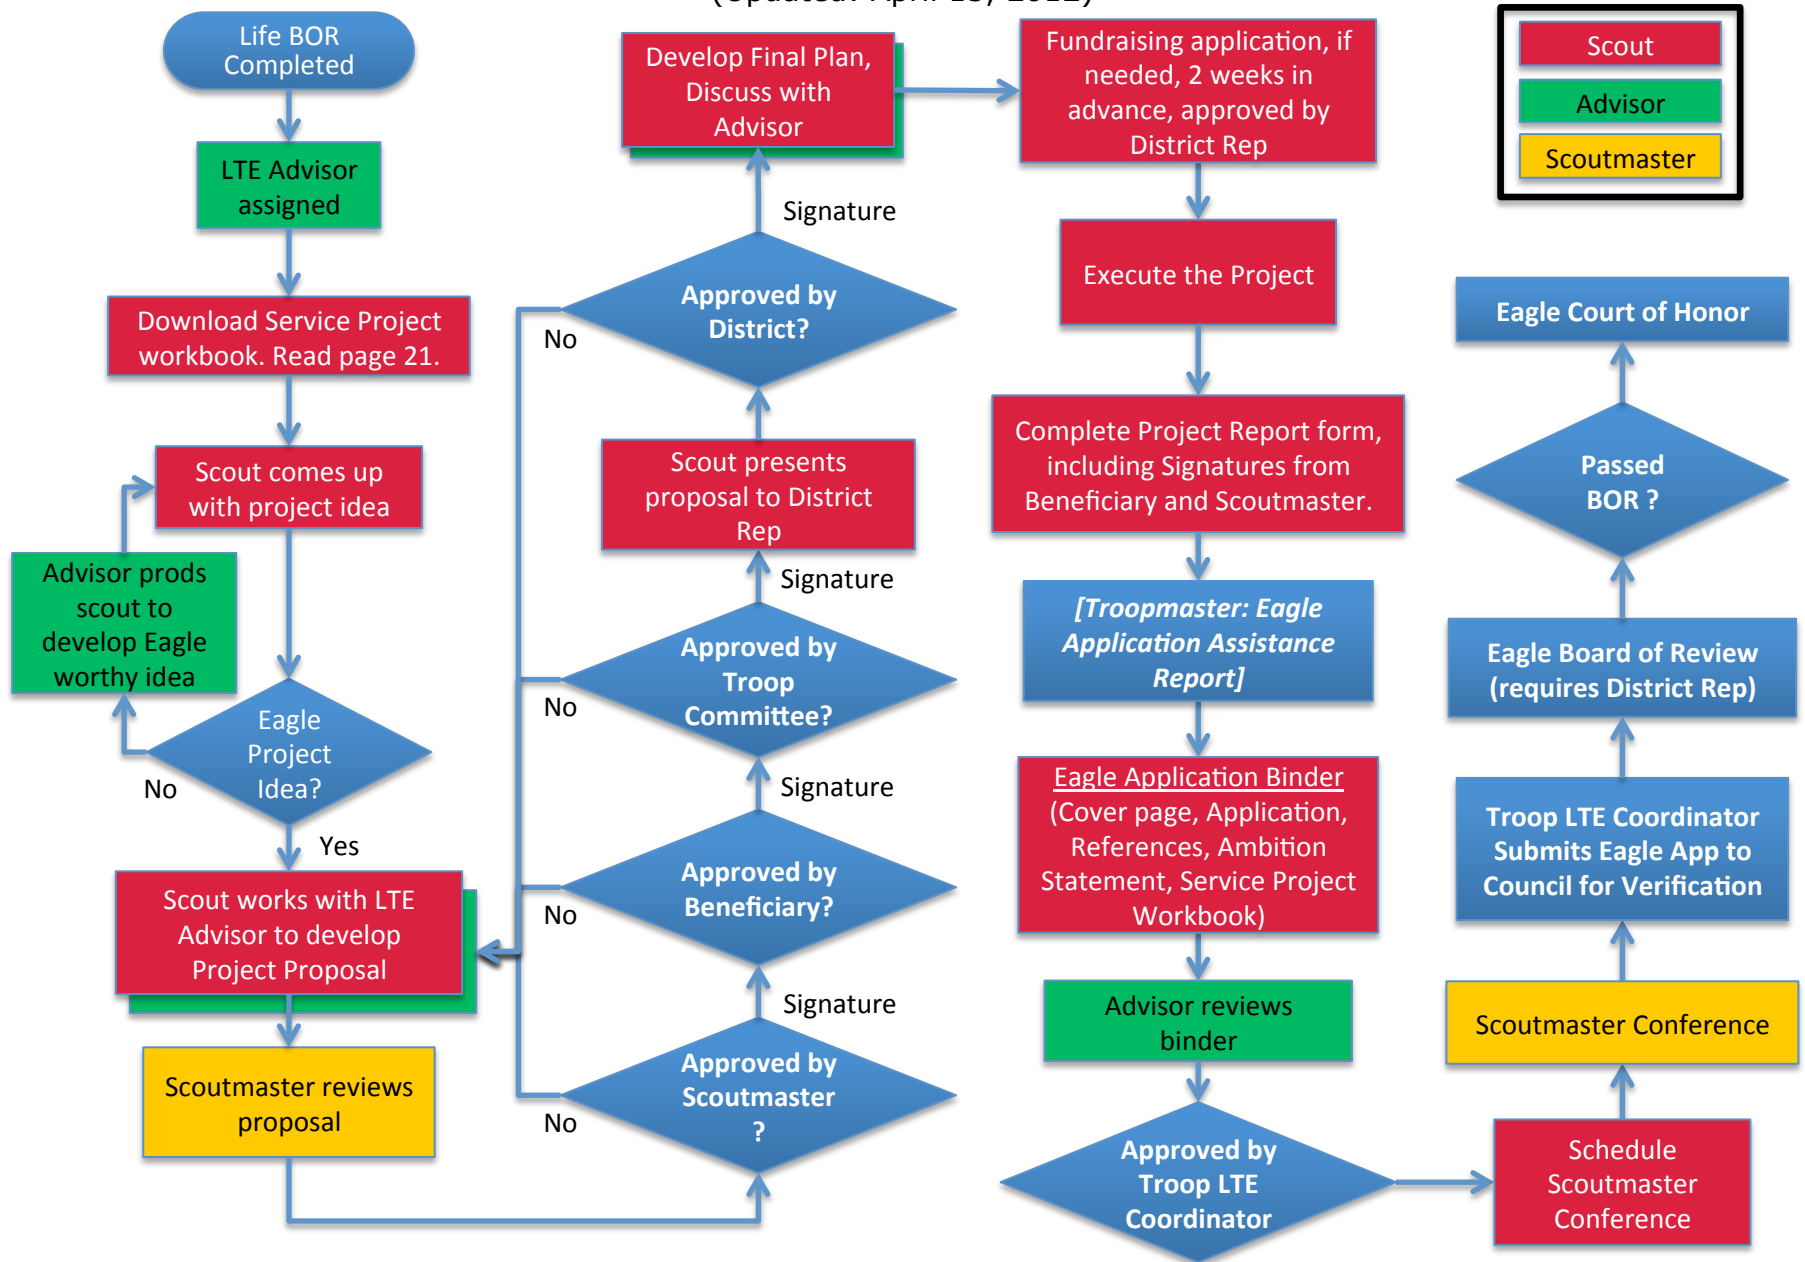 Life BOR
Completed
LTE Advisor
assigned
Download Service Project
workbook. Read page 21.
Scout comes up
with project idea
Advisor prods
scout to
develop Eagle
worthy idea
Eagle
Project
Idea?
No
Yes
Scout works with LTE
Advisor to develop
Project Proposal
Scoutmaster reviews
proposal
Approved by
Scoutmaster
?
No
Signature
Approved by
Beneficiary?
No
Signature
Approved by
Troop
Committee?
No
Signature
Scout presents
proposal to District
Rep
Approved by
District?
No
Signature
Develop Final Plan,
Discuss with
Advisor
Fundraising application, if
needed, 2 weeks in
advance, approved by
District Rep
Execute the Project
Complete Project Report form,
including Signatures from
Beneficiary and Scoutmaster.
[Troopmaster: Eagle
Application Assistance
Report]
Eagle Application Binder
(Cover page, Application,
References, Ambition
Statement, Service Project
Workbook)
Advisor reviews
binder
Approved by
Troop LTE
Coordinator
Schedule
Scoutmaster
Conference
Scoutmaster Conference
Troop LTE Coordinator
Submits Eagle App to
Council for Verification
Eagle Board of Review
(requires District Rep)
Passed
BOR ?
Eagle Court of Honor
Scout
Advisor
Scoutmaster